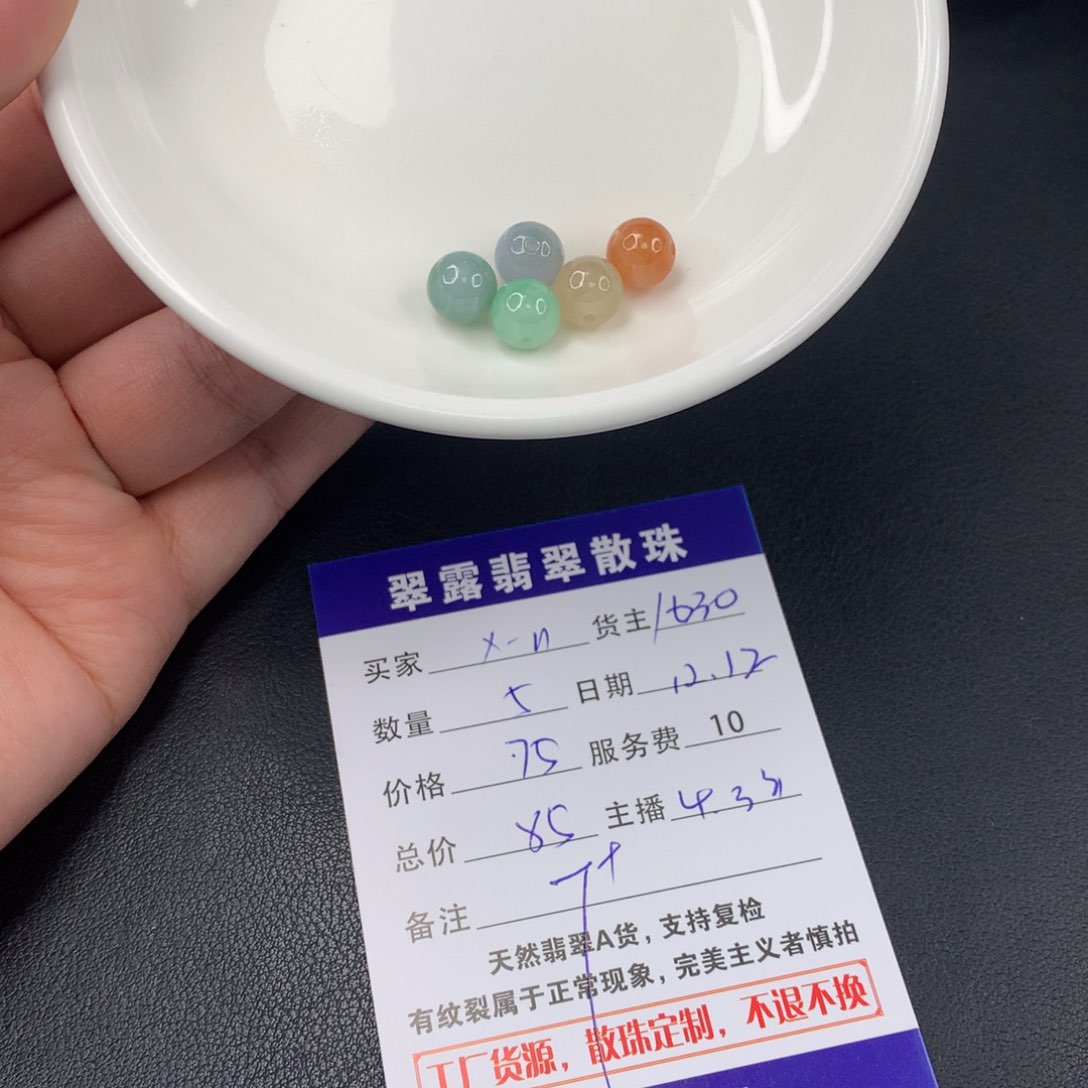 翠露翡翠散珠
买家 x-n 货主 1630
数量 5 日期 12.12
价格 75 服务费 10
总价 85 主播
备注 7+
天然翡翠A货，支持复检
有纹裂属于正常现象，完美主义者慎拍
工厂货源，散珠定制，不退不换